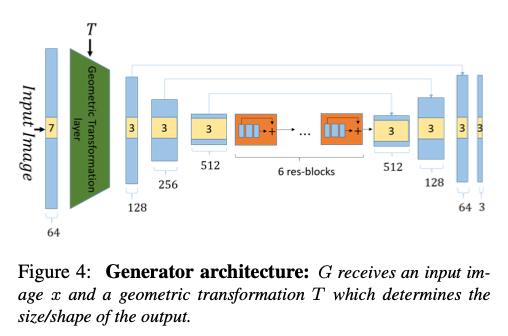 T
Input Image
7
Geometric Transformation
layer
3
3
3
+
...
+
3
3
3
3
64
128
256
512
6 res-blocks
512
128
64
3
Figure 4: Generator architecture: G receives an input im-
age x and a geometric transformation T which determines the
size/shape of the output.